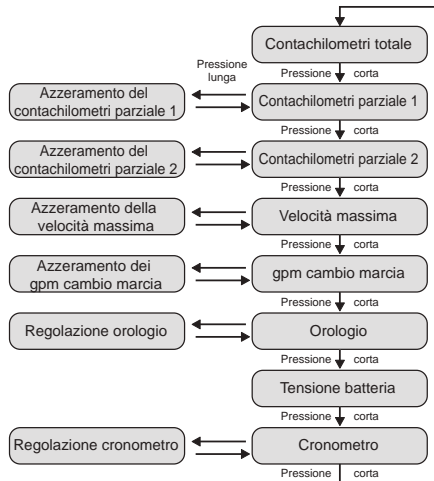 Contachilometri totale
Pressione corta
Pressione
lunga
Azzeramento del
contachilometri parziale 1
Contachilometri parziale 1
Pressione corta
Azzeramento del
contachilometri parziale 2
Contachilometri parziale 2
Pressione corta
Azzeramento della
velocità massima
Velocità massima
Pressione corta
Azzeramento dei
gpm cambio marcia
gpm cambio marcia
Pressione corta
Regolazione orologio
Orologio
Pressione corta
Tensione batteria
Pressione corta
Regolazione cronometro
Cronometro
Pressione corta